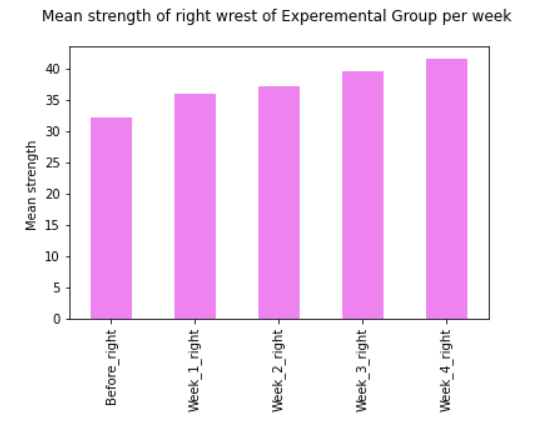 Mean strength of right wrest of Experemental Group per week
40
35
30
25
20
15
10
5
0
Mean strength
Before_right
Week_1_right
Week_2_right
Week_3_right
Week_4_right